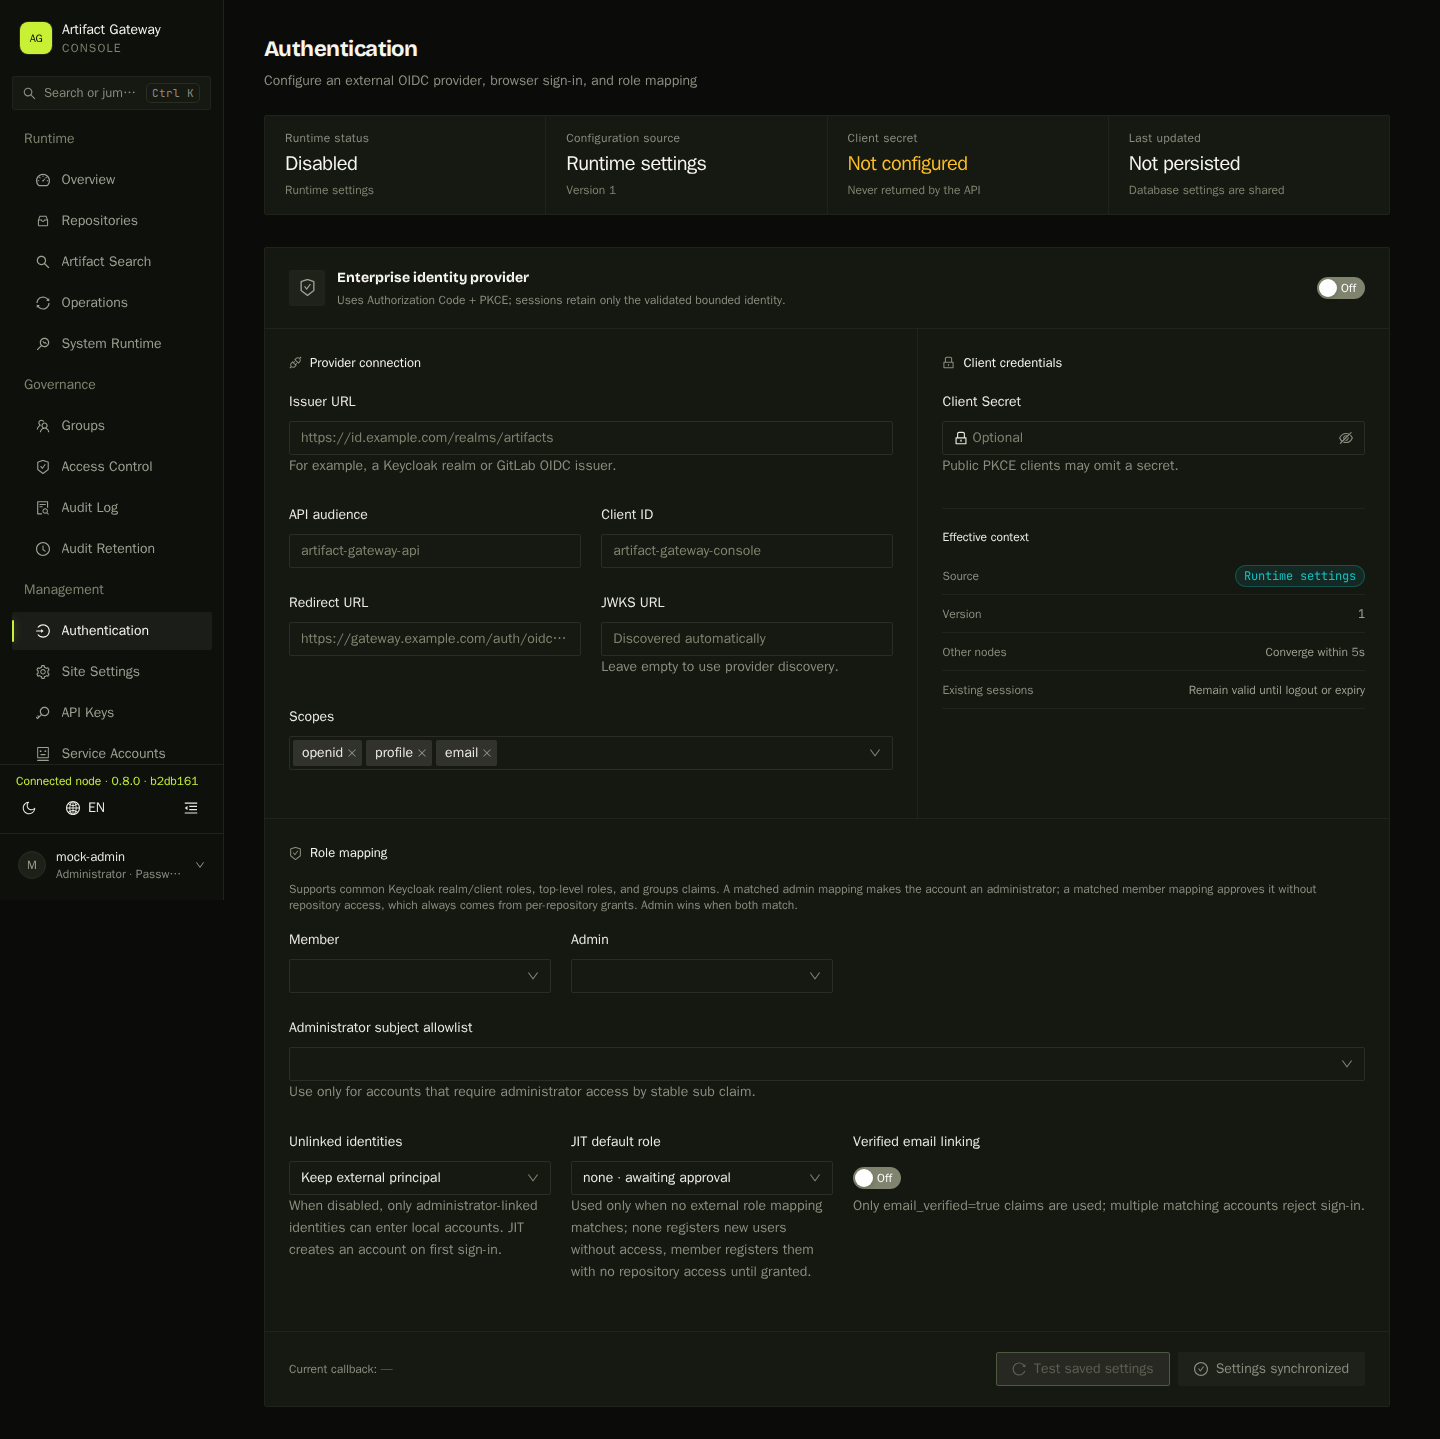 AG
Artifact Gateway
CONSOLE
Search or jum··· Ctrl K
Runtime
Overview
Repositories
Artifact Search
Operations
System Runtime
Governance
Groups
Access Control
Audit Log
Audit Retention
Management
Authentication
Site Settings
API Keys
Service Accounts
Connected node · 0.8.0 · b2db161
EN
M
mock-admin
Administrator · Passw···
Authentication
Configure an external OIDC provider, browser sign-in, and role mapping
Runtime status
Disabled
Runtime settings
Configuration source
Runtime settings
Version 1
Client secret
Not configured
Never returned by the API
Last updated
Not persisted
Database settings are shared
Enterprise identity provider
Uses Authorization Code + PKCE; sessions retain only the validated bounded identity.
Off
Provider connection
Issuer URL
https://id.example.com/realms/artifacts
For example, a Keycloak realm or GitLab OIDC issuer.
API audience
artifact-gateway-api
Client ID
artifact-gateway-console
Redirect URL
https://gateway.example.com/auth/oidc···
JWKS URL
Discovered automatically
Leave empty to use provider discovery.
Scopes
openid
profile
email
Client credentials
Client Secret
Optional
Public PKCE clients may omit a secret.
Effective context
Source Runtime settings
Version 1
Other nodes Converge within 5s
Existing sessions Remain valid until logout or expiry
Role mapping
Supports common Keycloak realm/client roles, top-level roles, and groups claims. A matched admin mapping makes the account an administrator; a matched member mapping approves it without
repository access, which always comes from per-repository grants. Admin wins when both match.
Member
Admin
Administrator subject allowlist
Use only for accounts that require administrator access by stable sub claim.
Unlinked identities
Keep external principal
When disabled, only administrator-linked
identities can enter local accounts. JIT
creates an account on first sign-in.
JIT default role
none · awaiting approval
Used only when no external role mapping
matches; none registers new users
without access, member registers them
with no repository access until granted.
Verified email linking
Off
Only email_verified=true claims are used; multiple matching accounts reject sign-in.
Current callback: —
Test saved settings
Settings synchronized